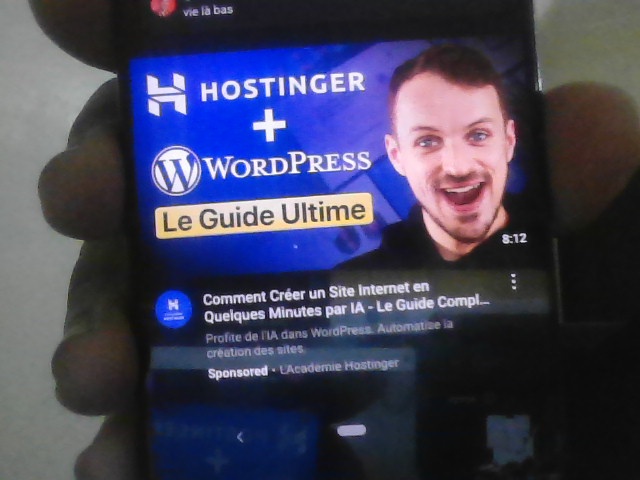 vie là bas
HOSTINGER
+
WORDPRESS
Le Guide Ultime
8:12
Comment Créer un Site Internet en
Quelques Minutes par IA - Le Guide Compl...
Profite de l'IA dans WordPress. Automatise la
création des sites.
Sponsored • L'Académie Hostinger